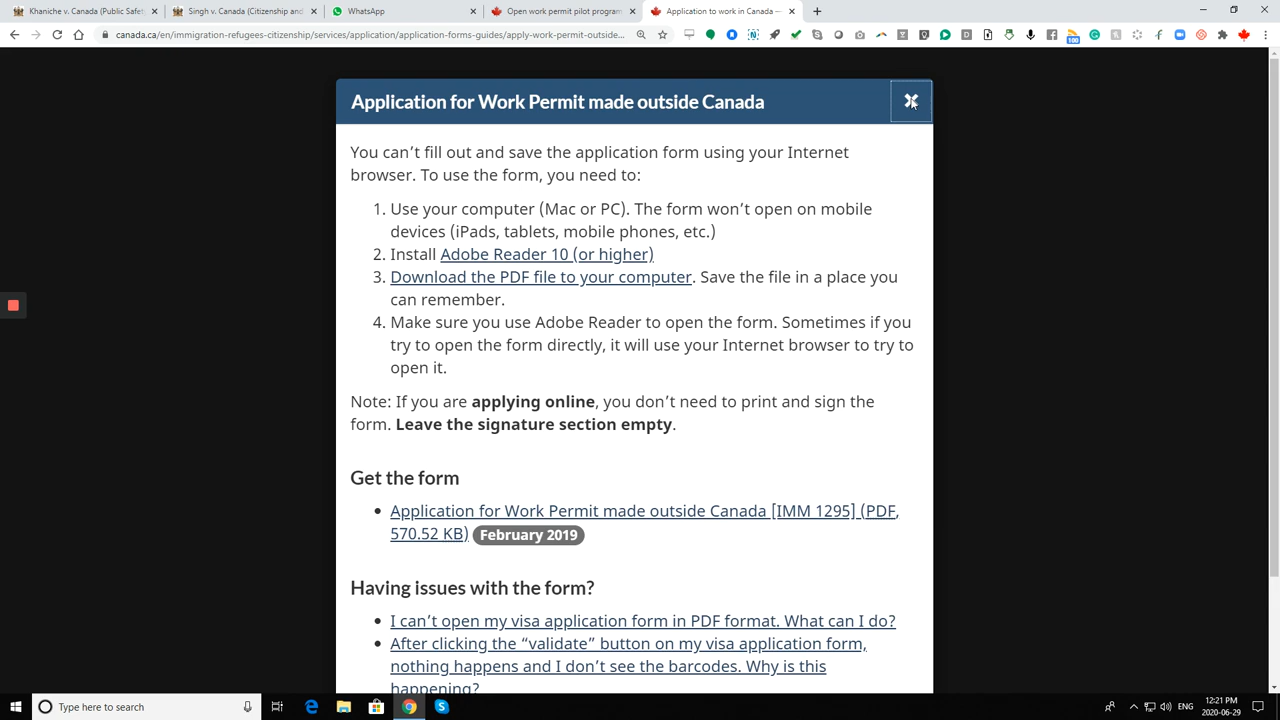 Khaniche v. Canada (Public Safet
Singh v. Canada (Citizenship and
WhatsApp
Open work permit pilot program
Application to work in Canada —
canada.ca/en/immigration-refugees-citizenship/services/application/application-forms-guides/apply-work-permit-outside...
100
Application for Work Permit made outside Canada
You can't fill out and save the application form using your Internet
browser. To use the form, you need to:
1. Use your computer (Mac or PC). The form won't open on mobile
devices (iPads, tablets, mobile phones, etc.)
2. Install Adobe Reader 10 (or higher)
3. Download the PDF file to your computer. Save the file in a place you
can remember.
4. Make sure you use Adobe Reader to open the form. Sometimes if you
try to open the form directly, it will use your Internet browser to try to
open it.
Note: If you are applying online, you don't need to print and sign the
form. Leave the signature section empty.
Get the form
• Application for Work Permit made outside Canada [IMM 1295] (PDF,
570.52 KB) February 2019
Having issues with the form?
• I can't open my visa application form in PDF format. What can I do?
• After clicking the “validate” button on my visa application form,
nothing happens and I don't see the barcodes. Why is this
happening?
Type here to search
ENG
12:21 PM
2020-06-29